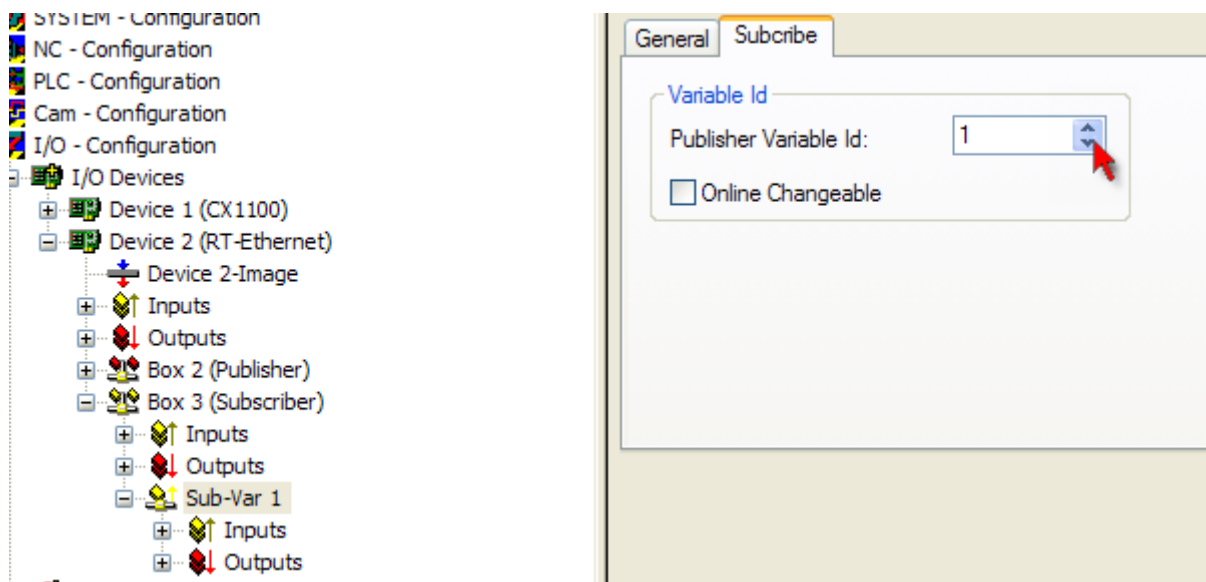 SYSTEM - Configuration
NC - Configuration
PLC - Configuration
Cam - Configuration
I/O - Configuration
I/O Devices
Device 1 (CX1100)
Device 2 (RT-Ethernet)
Device 2-Image
Inputs
Outputs
Box 2 (Publisher)
Box 3 (Subscriber)
Inputs
Outputs
Sub-Var 1
Inputs
Outputs
General Subcribe
Variable Id
Publisher Variable Id: 1
Online Changeable